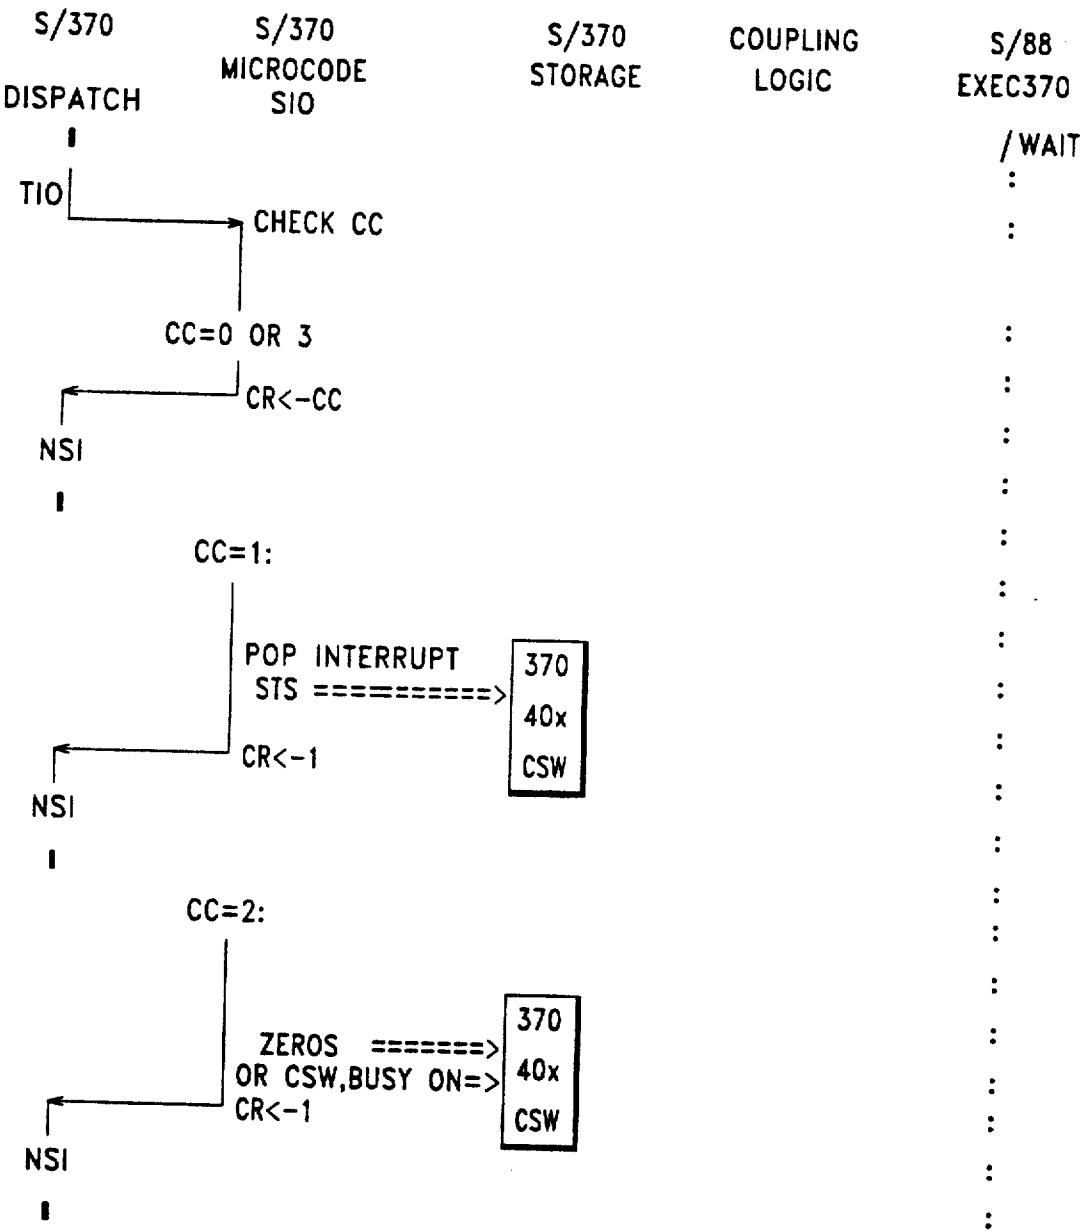 S/370 DISPATCH
S/370 MICROCODE SIO
S/370 STORAGE
COUPLING LOGIC
S/88 EXEC370
/WAIT
TIO
CHECK CC
CC=0 OR 3
CR<-CC
NSI
CC=1:
POP INTERRUPT
STS ===========>
370
40x
CSW
CR<-1
NSI
CC=2:
ZEROS =======>
OR CSW,BUSY ON=>
370
40x
CSW
CR<-1
NSI